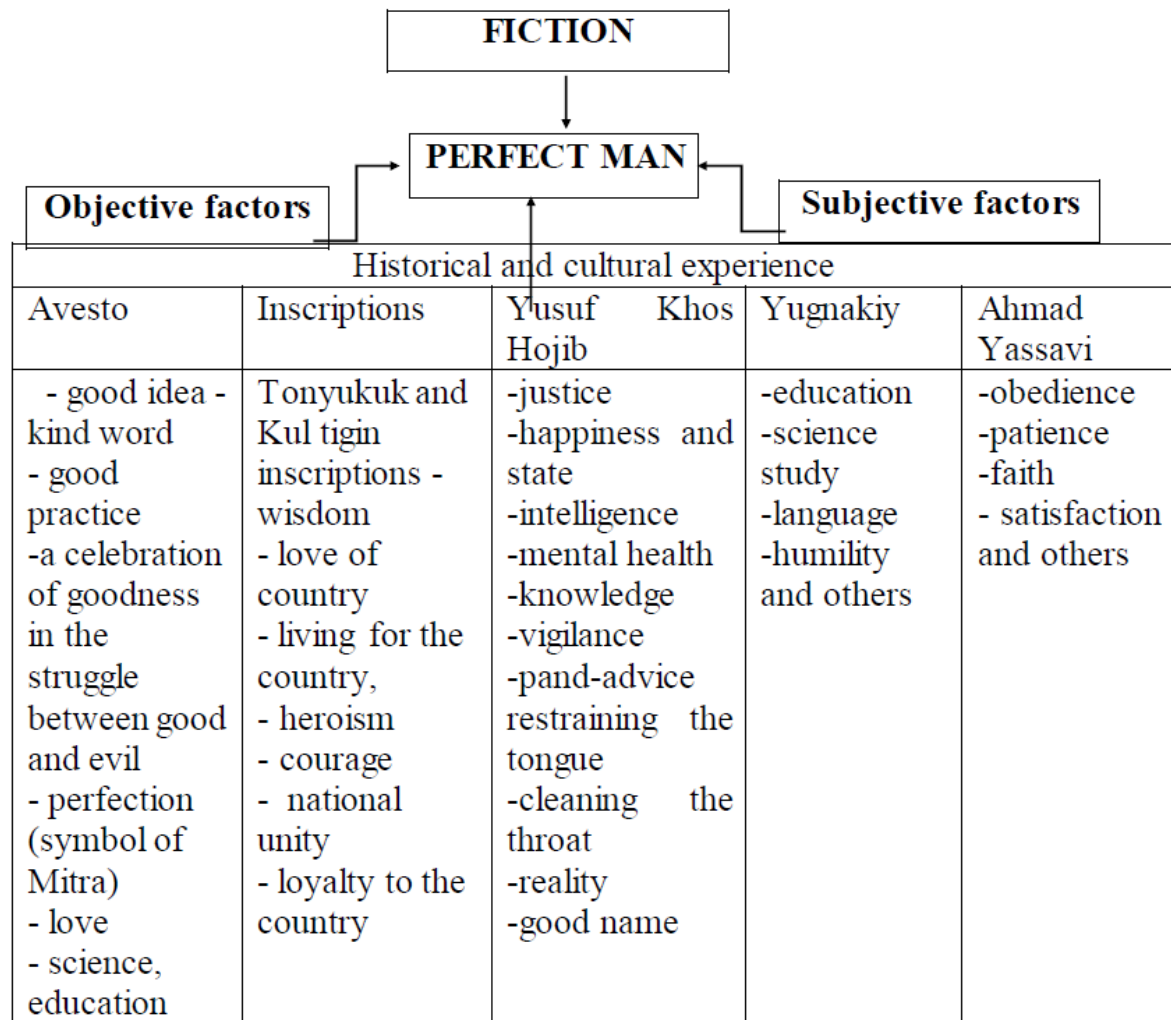 FICTION
PERFECT MAN
Objective factors
Subjective factors
Historical and cultural experience
Avesto
Inscriptions
Yusuf Khos
Hojib
Yugnakiy
Ahmad
Yassavi
- good idea -
kind word
- good
practice
-a celebration
of goodness
in the
struggle
between good
and evil
- perfection
(symbol of
Mitra)
- love
- science,
education
Tonyukuk and
Kul tigin
inscriptions -
wisdom
- love of
country
- living for the
country,
- heroism
- courage
- national
unity
- loyalty to the
country
-justice
-happiness and
state
-intelligence
-mental health
-knowledge
-vigilance
-pand-advice
restraining the
tongue
-cleaning the
throat
-reality
-good name
-education
-science
study
-language
-humility
and others
-obedience
-patience
-faith
- satisfaction
and others